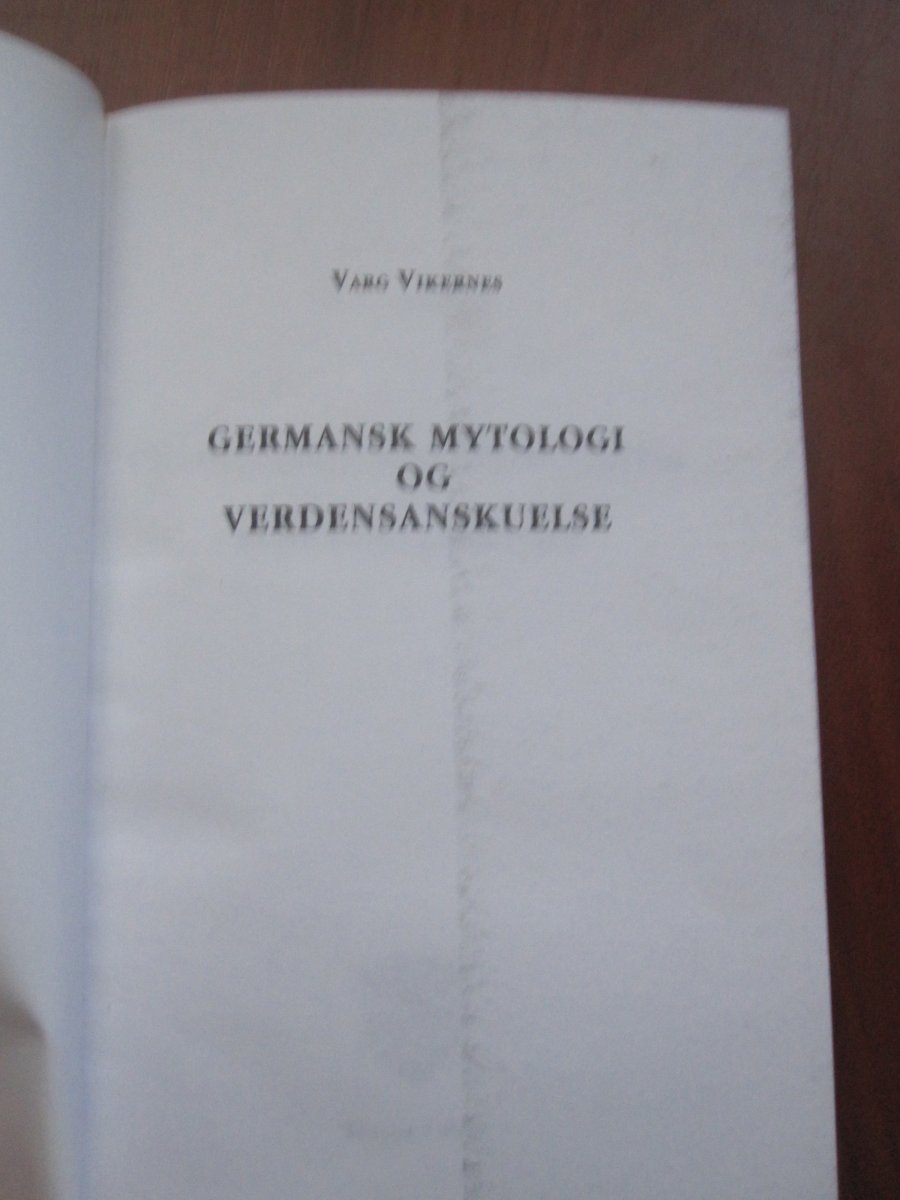 VARG VIKERNES
GERMANSK MYTOLOGI
OG
VERDENSANSKUELSE